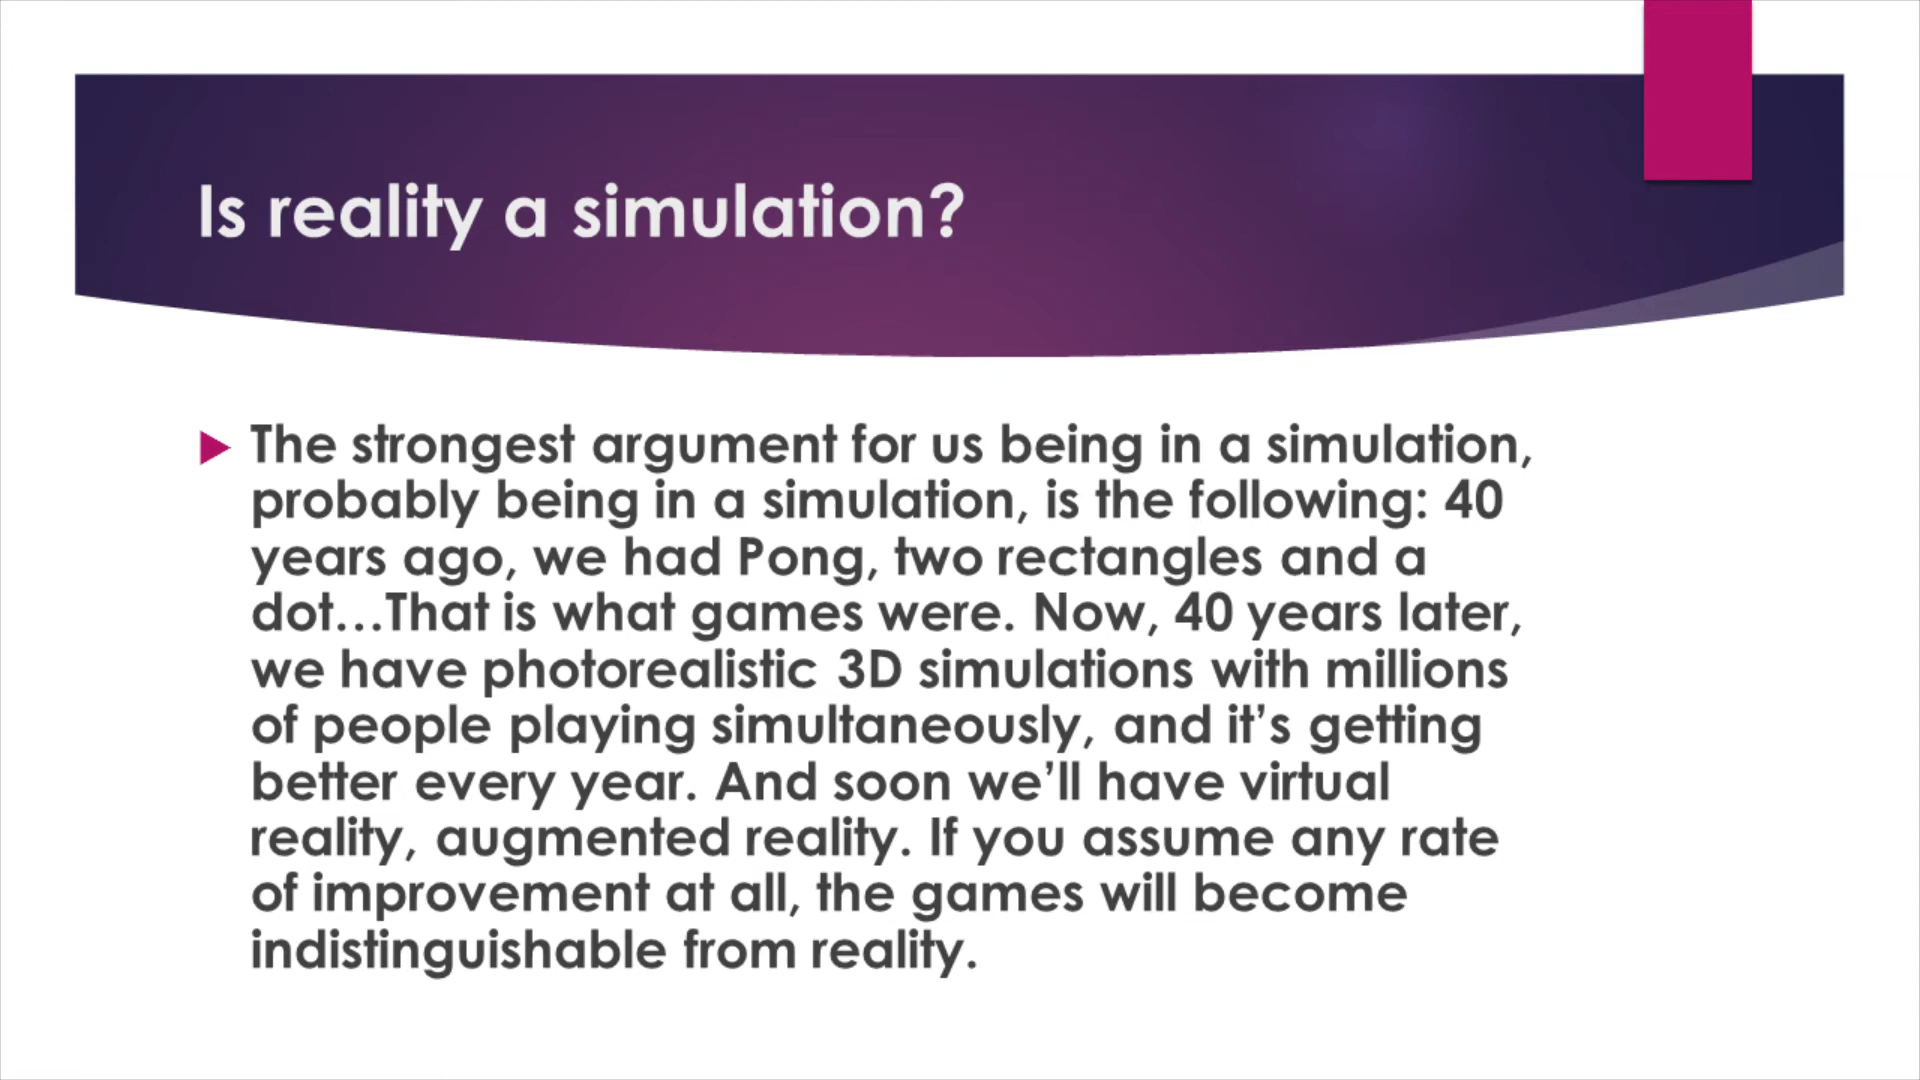 Is reality a simulation?
The strongest argument for us being in a simulation,
probably being in a simulation, is the following: 40
years ago, we had Pong, two rectangles and a
dot…That is what games were. Now, 40 years later,
we have photorealistic 3D simulations with millions
of people playing simultaneously, and it’s getting
better every year. And soon we’ll have virtual
reality, augmented reality. If you assume any rate
of improvement at all, the games will become
indistinguishable from reality.